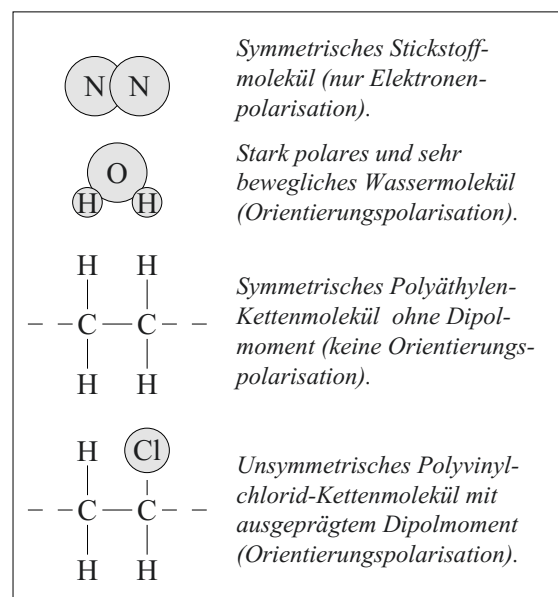 N N
Symmetrisches Stickstoff-
molekül (nur Elektronen-
polarisation).
O
H H
Stark polares und sehr
bewegliches Wassermolekül
(Orientierungspolarisation).
H H
– – C — C – –
H H
Symmetrisches Polyäthylen-
Kettenmolekül ohne Dipol-
moment (keine Orientierungs-
polarisation).
H Cl
– – C — C – –
H H
Unsymmetrisches Polyvinyl-
chlorid-Kettenmolekül mit
ausgeprägtem Dipolmoment
(Orientierungspolarisation).